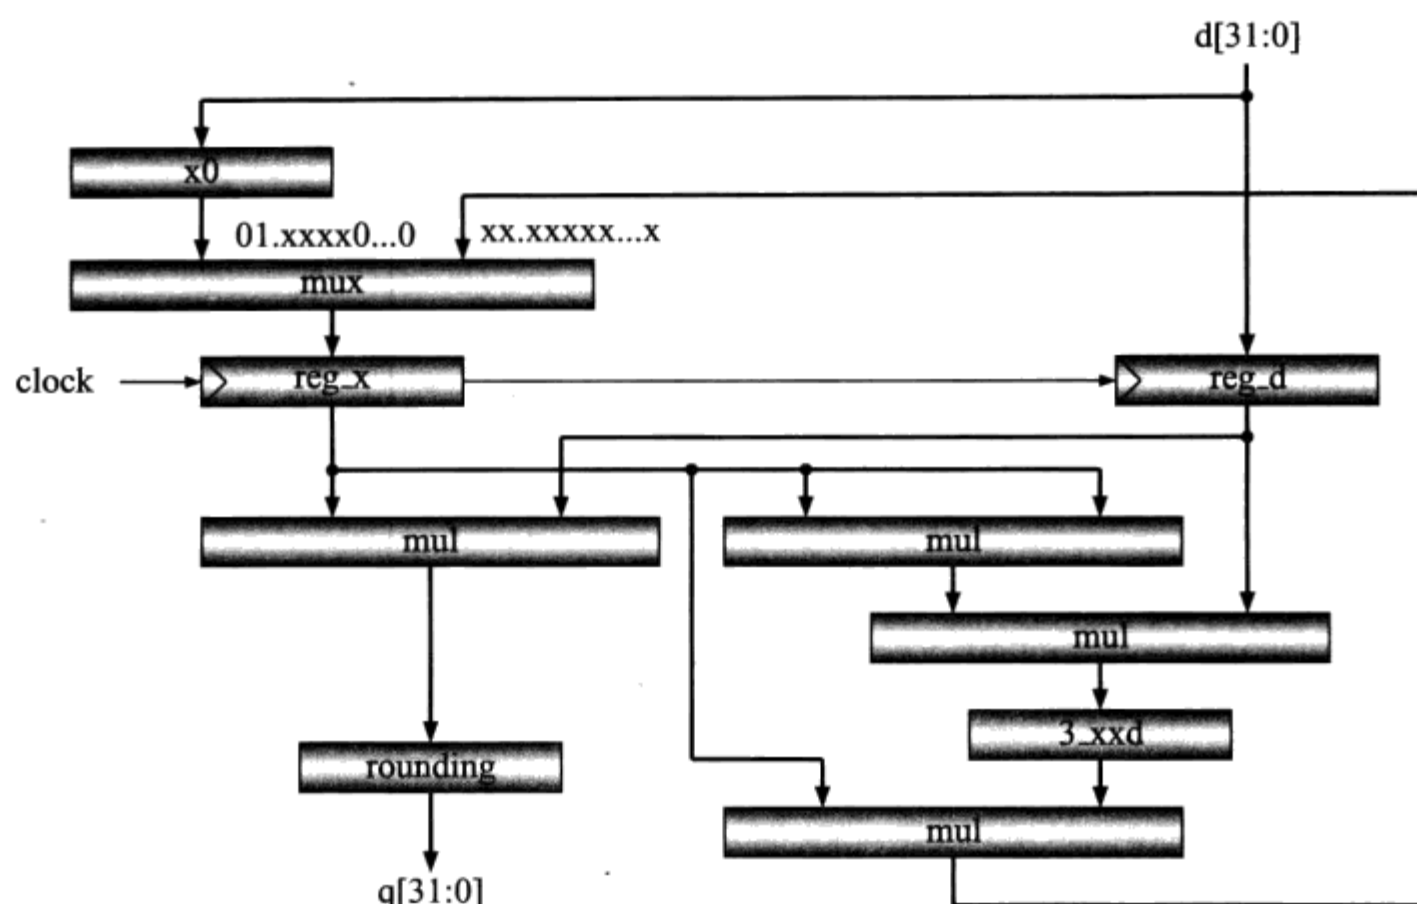 d[31:0]
x0
01.xxxx0...0
xx.xxxxx...x
mux
clock
reg_x
reg_d
mul
mul
mul
3_xxd
rounding
mul
q[31:0]